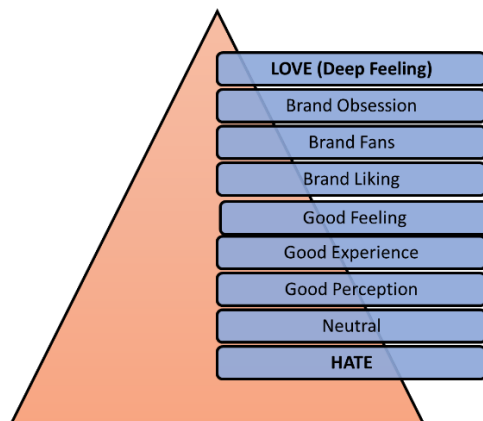 LOVE (Deep Feeling)
Brand Obsession
Brand Fans
Brand Liking
Good Feeling
Good Experience
Good Perception
Neutral
HATE